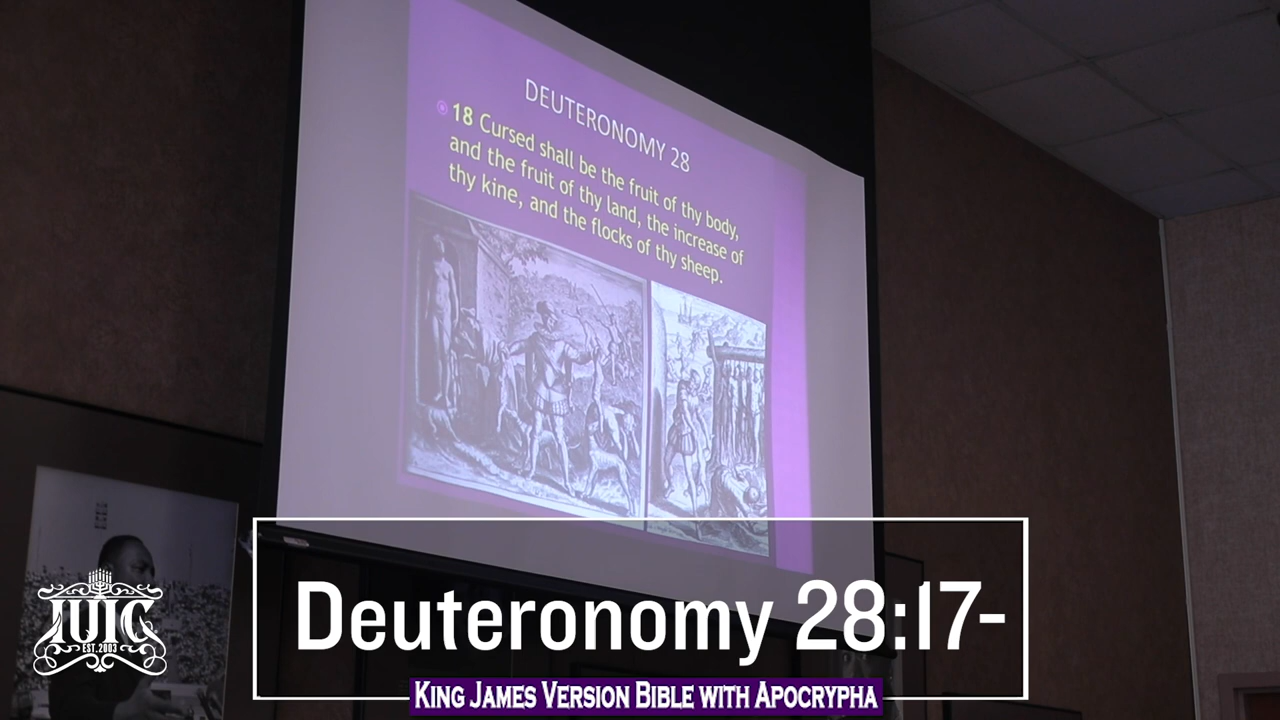 DEUTERONOMY 28
18 Cursed shall be the fruit of thy body,
and the fruit of thy land, the increase of
thy kine, and the flocks of thy sheep.
IUIC
EST. 2003
Deuteronomy 28:17-
King James Version Bible with Apocrypha